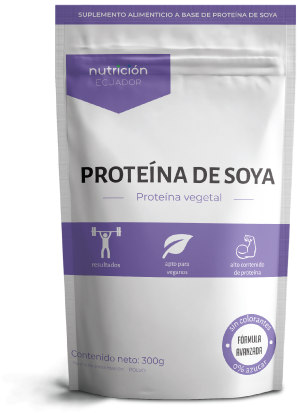 SUPLEMENTO ALIMENTICIO A BASE DE PROTEÍNA DE SOYA
nutrición
ECUADOR
PROTEÍNA DE SOYA
Proteína vegetal
resultados
apto para
veganos
alto contenido
de proteína
sin colorantes
FÓRMULA
AVANZADA
0% azúcar
Contenido neto: 300g